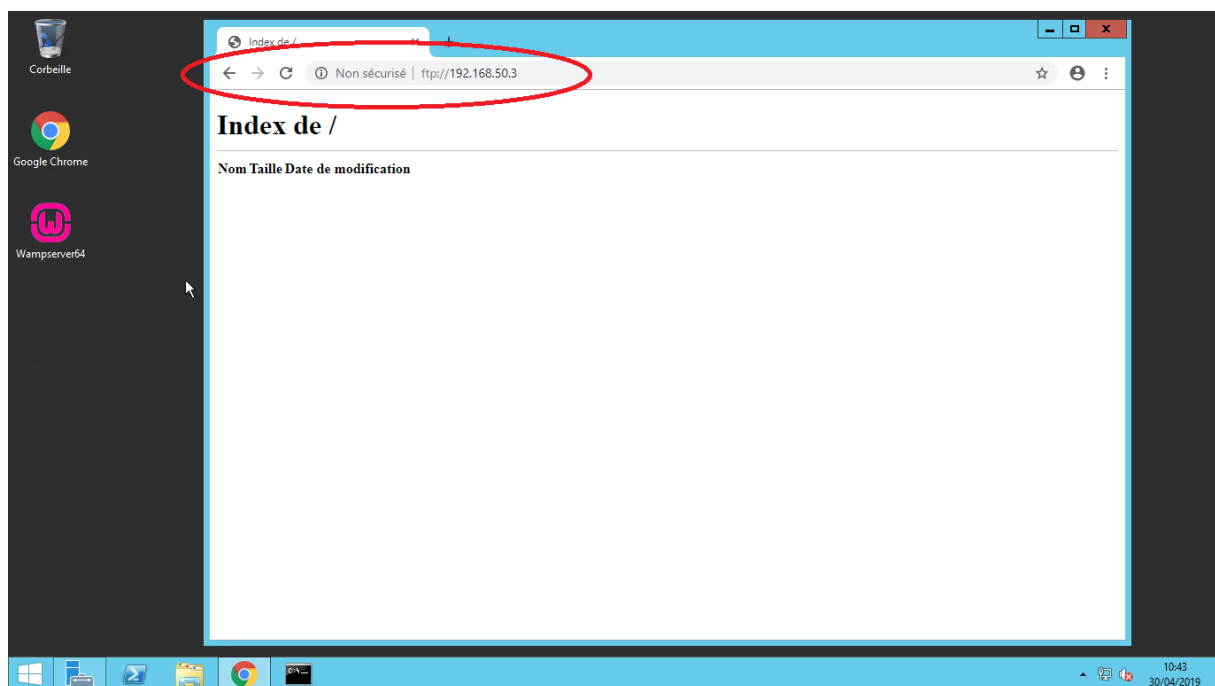 Corbeille
Google Chrome
Wampserver64
Index de /
Non sécurisé | ftp://192.168.50.3
Index de /
Nom Taille Date de modification
C:\_
10:43
30/04/2019